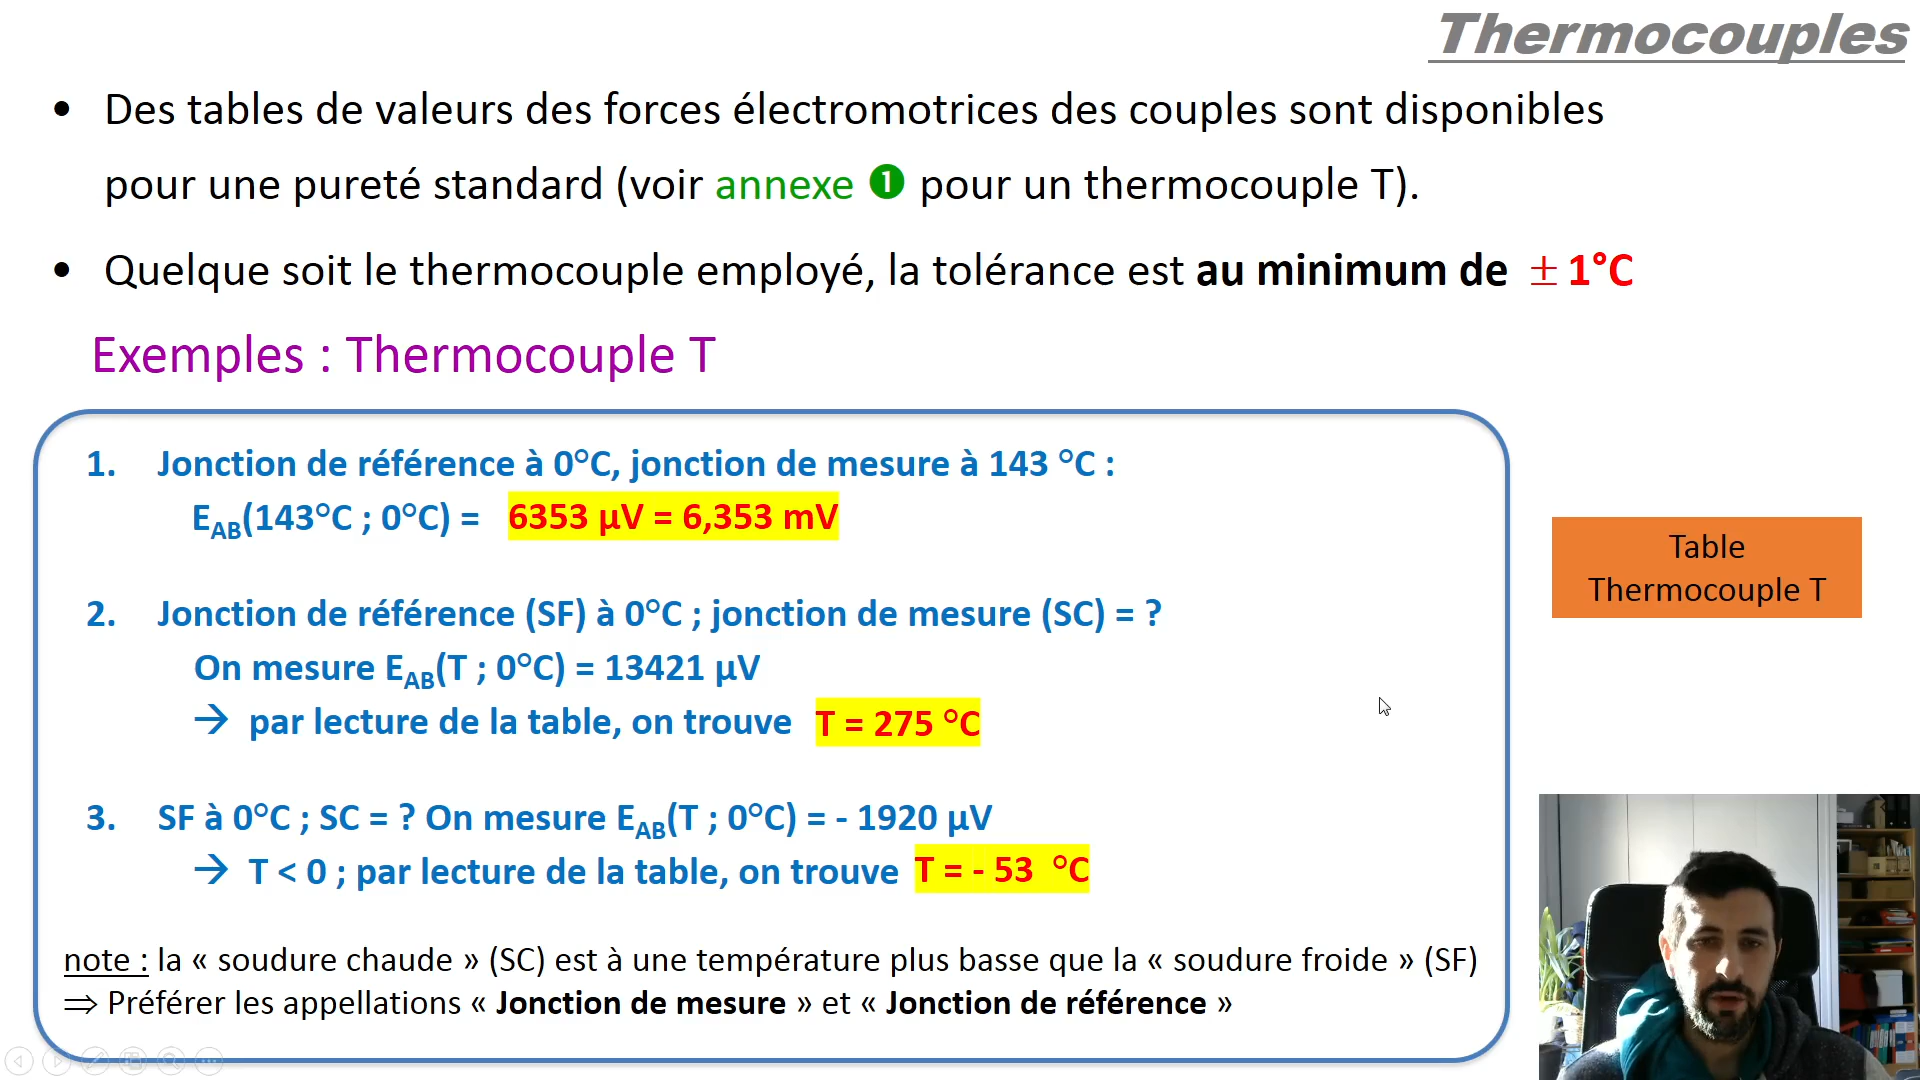 Thermocouples
• Des tables de valeurs des forces électromotrices des couples sont disponibles
pour une pureté standard (voir annexe ❶ pour un thermocouple T).
• Quelque soit le thermocouple employé, la tolérance est au minimum de ± 1°C
Exemples : Thermocouple T
1. Jonction de référence à 0°C, jonction de mesure à 143 °C :
E_AB(143°C ; 0°C) = 6353 µV = 6,353 mV
2. Jonction de référence (SF) à 0°C ; jonction de mesure (SC) = ?
On mesure E_AB(T ; 0°C) = 13421 µV
→ par lecture de la table, on trouve T = 275 °C
3. SF à 0°C ; SC = ? On mesure E_AB(T ; 0°C) = - 1920 µV
→ T < 0 ; par lecture de la table, on trouve T = - 53 °C
note : la « soudure chaude » (SC) est à une température plus basse que la « soudure froide » (SF)
⇒ Préférer les appellations « Jonction de mesure » et « Jonction de référence »
Table
Thermocouple T